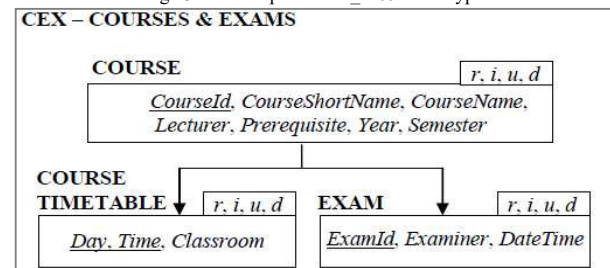 CEX – COURSES & EXAMS
COURSE
r, i, u, d
CourseId, CourseShortName, CourseName,
Lecturer, Prerequisite, Year, Semester
COURSE
TIMETABLE
r, i, u, d
Day, Time, Classroom
EXAM
r, i, u, d
ExamId, Examiner, DateTime